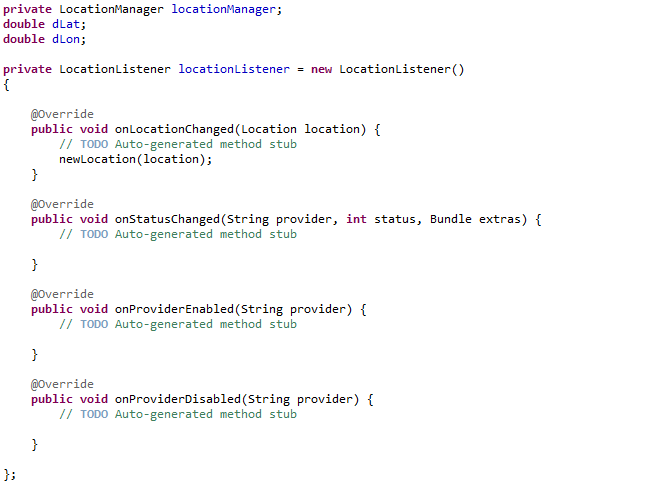 private LocationManager locationManager;
double dLat;
double dLon;
private LocationListener locationListener = new LocationListener()
{
@Override
public void onLocationChanged(Location location) {
// TODO Auto-generated method stub
newLocation(location);
}
@Override
public void onStatusChanged(String provider, int status, Bundle extras) {
// TODO Auto-generated method stub
}
@Override
public void onProviderEnabled(String provider) {
// TODO Auto-generated method stub
}
@Override
public void onProviderDisabled(String provider) {
// TODO Auto-generated method stub
}
};